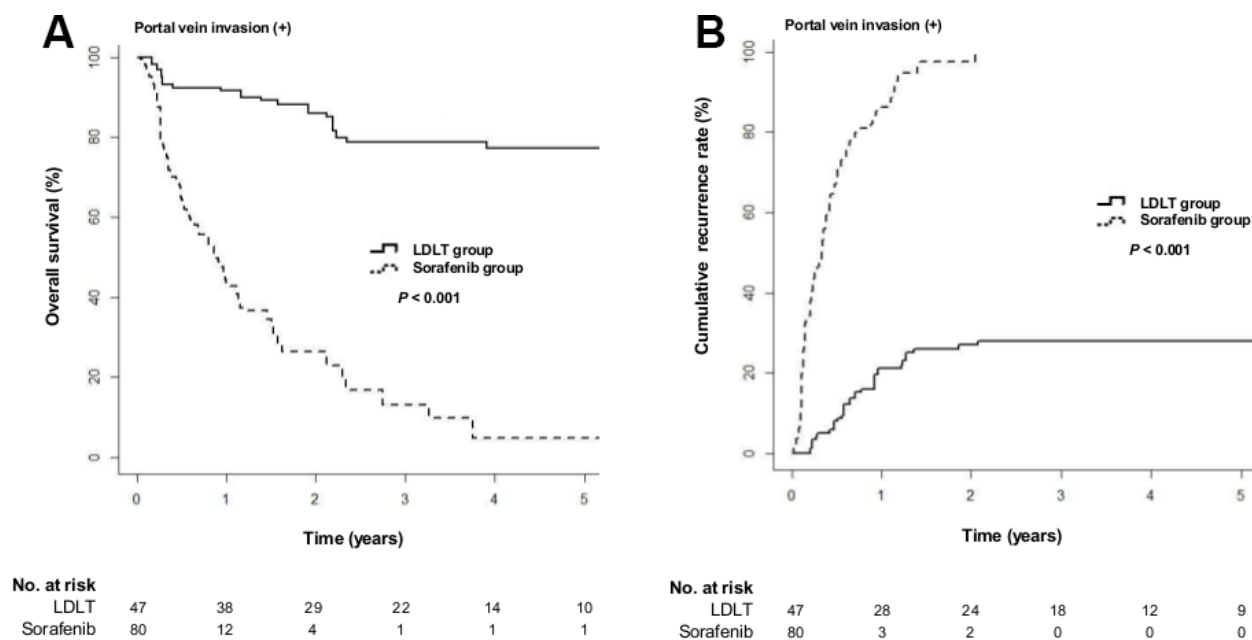 A
Portal vein invasion (+)
Overall survival (%)
100
80
60
40
20
0
LDLT group
Sorafenib group
P < 0.001
0 1 2 3 4 5
Time (years)
No. at risk
LDLT 47 38 29 22 14 10
Sorafenib 80 12 4 1 1 1
B
Portal vein invasion (+)
Cumulative recurrence rate (%)
100
80
60
40
20
0
LDLT group
Sorafenib group
P < 0.001
0 1 2 3 4 5
Time (years)
No. at risk
LDLT 47 28 24 18 12 9
Sorafenib 80 3 2 0 0 0